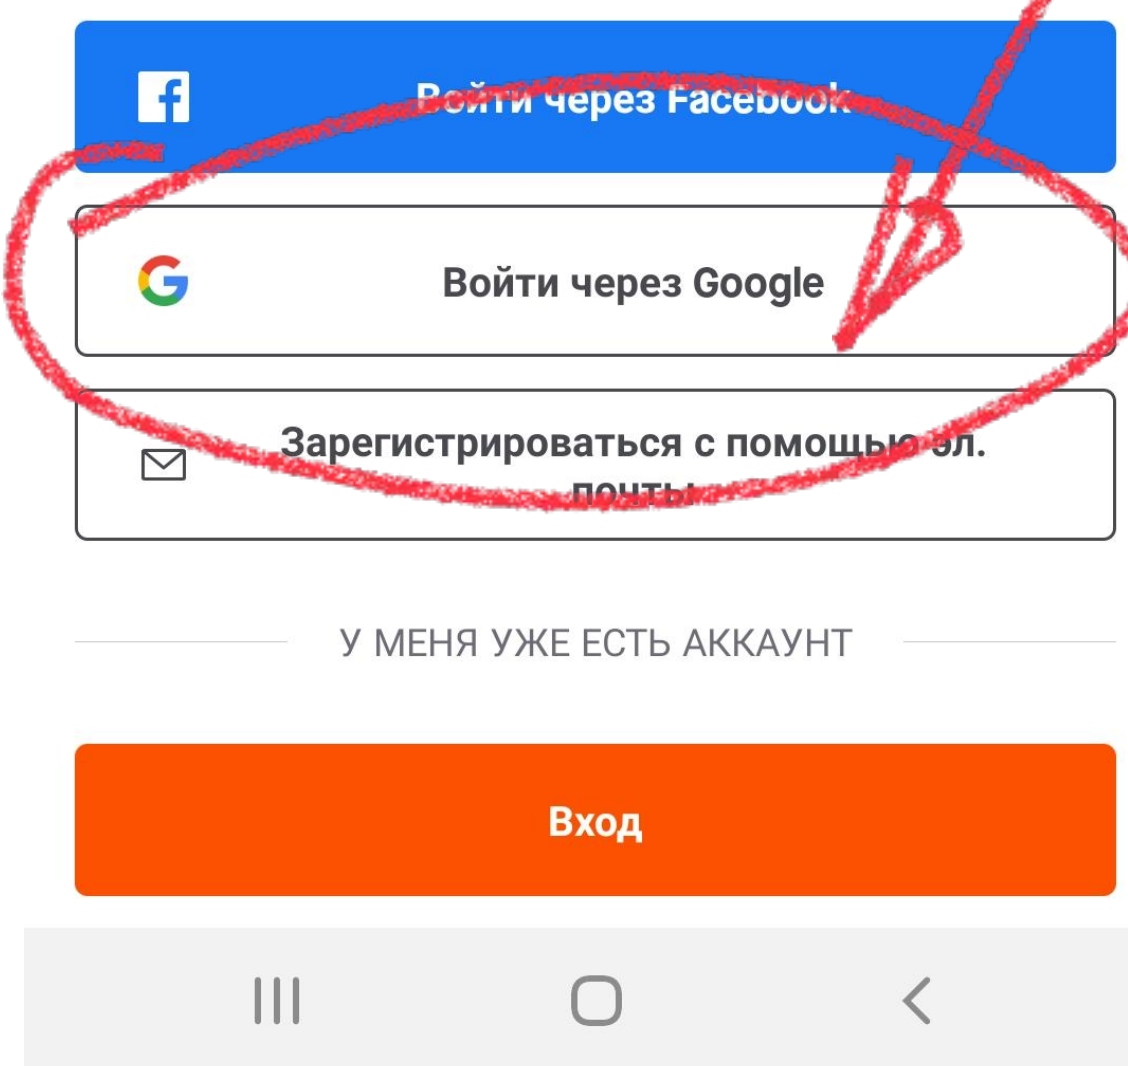 Войти через Facebook
Войти через Google
Зарегистрироваться с помощью эл.
почты
У МЕНЯ УЖЕ ЕСТЬ АККАУНТ
Вход